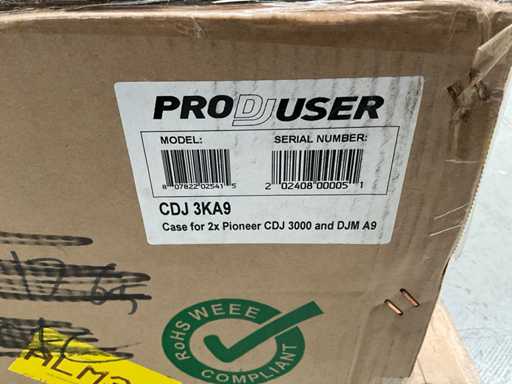 PRODJUSER
MODEL:
SERIAL NUMBER:
8 07822 02541 5
2 02408 00005 1
CDJ 3KA9
Case for 2x Pioneer CDJ 3000 and DJM A9
RoHS WEEE
COMPLIANT